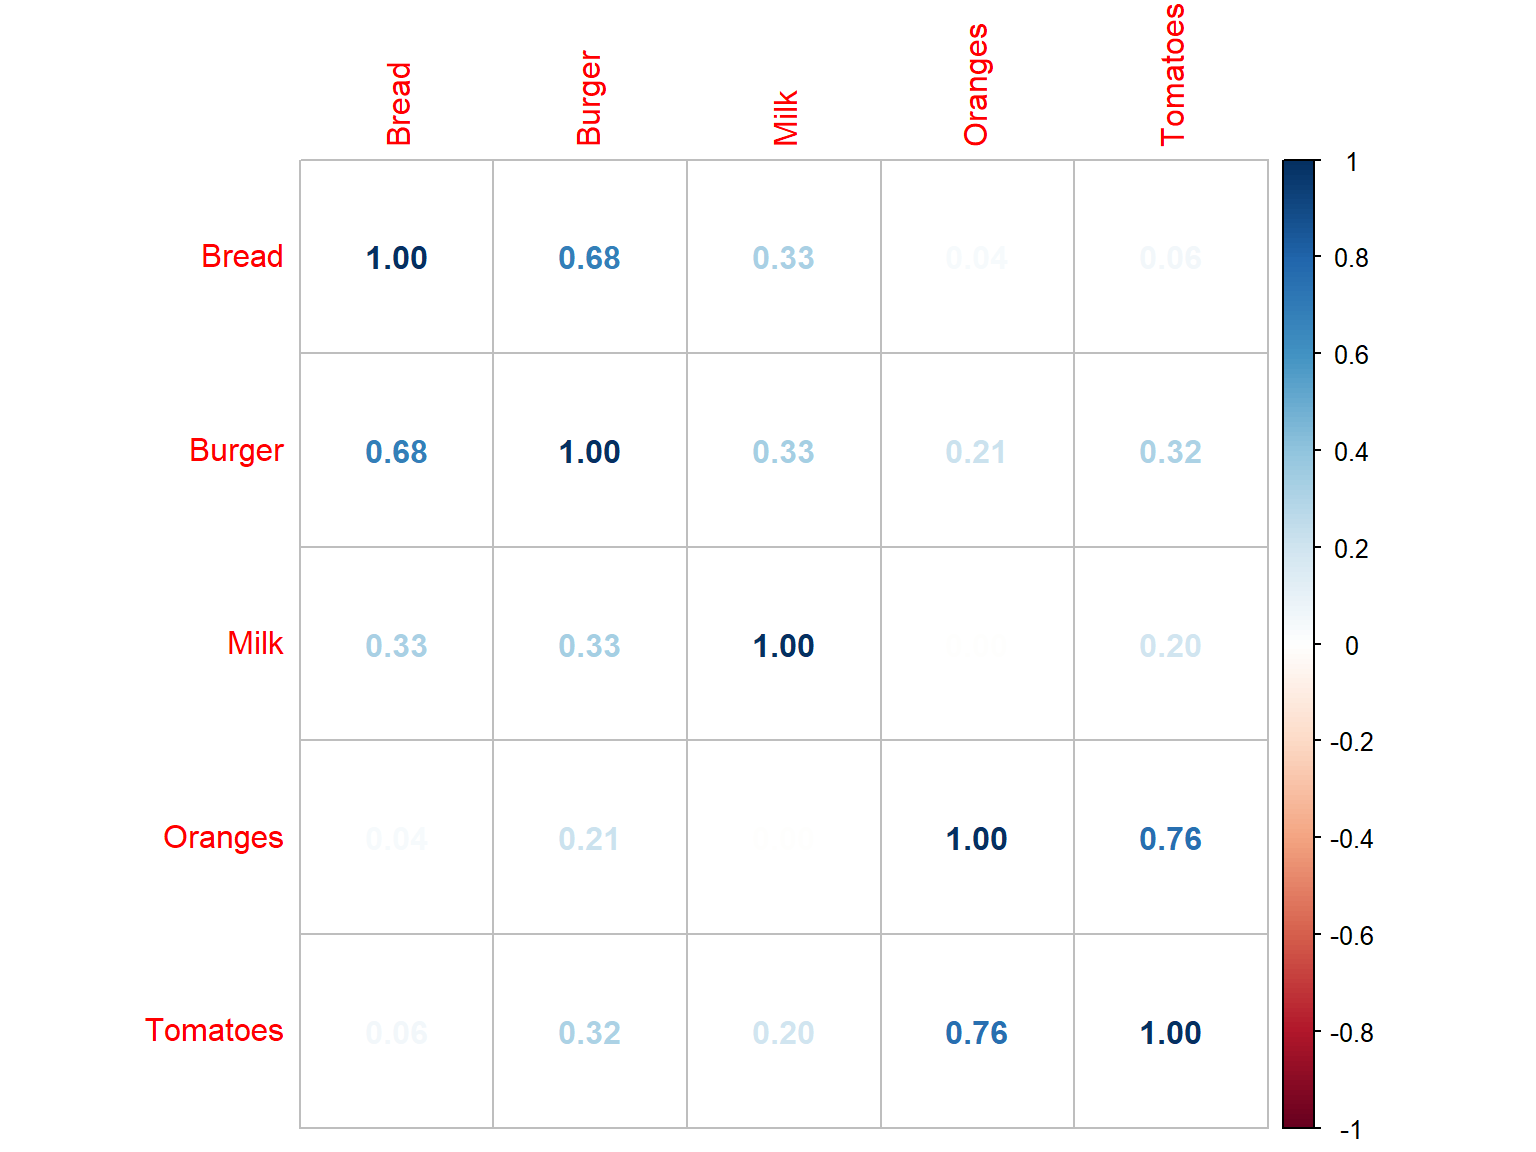 Bread Burger Milk Oranges Tomatoes
Bread 1.00 0.68 0.33 0.04 0.06
Burger 0.68 1.00 0.33 0.21 0.32
Milk 0.33 0.33 1.00 0.20
Oranges 0.04 0.21 1.00 0.76
Tomatoes 0.06 0.32 0.20 0.76 1.00
1
0.8
0.6
0.4
0.2
0
-0.2
-0.4
-0.6
-0.8
-1